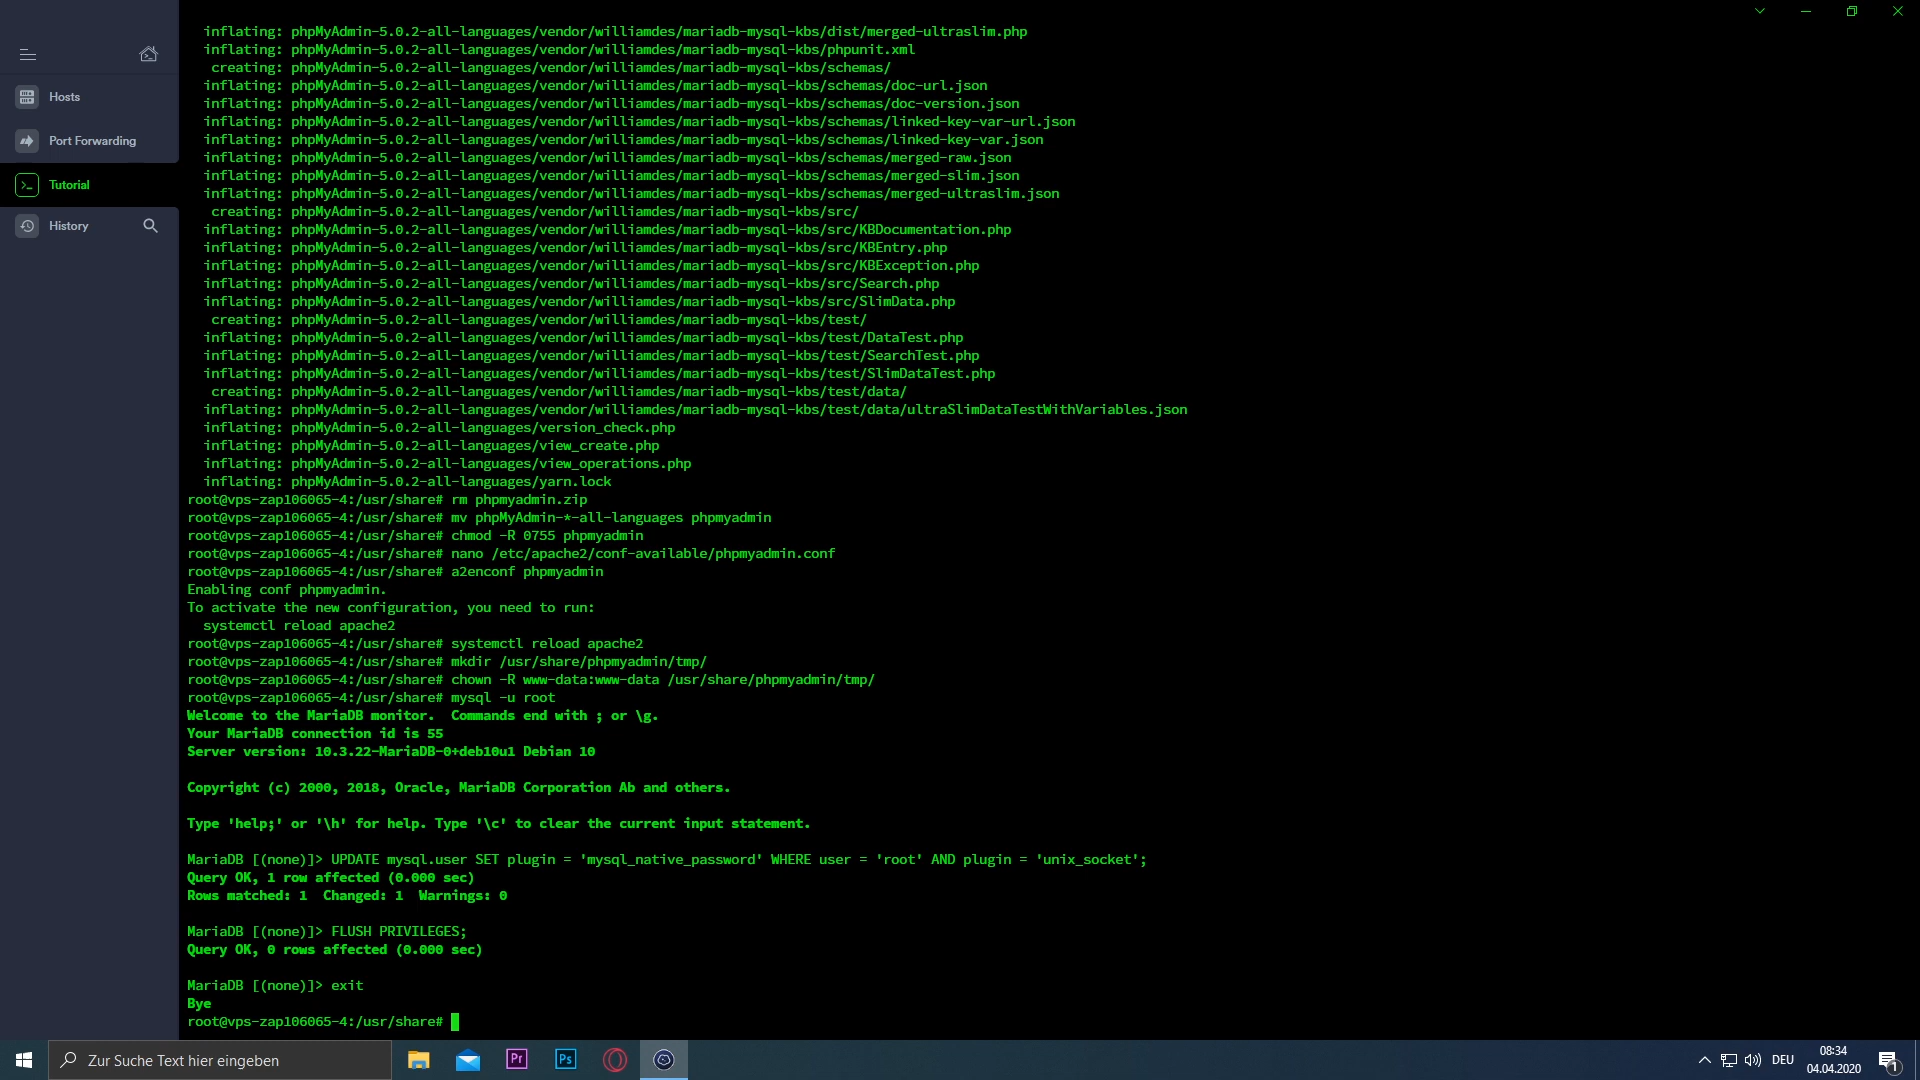 Hosts
Port Forwarding
Tutorial
History
inflating: phpMyAdmin-5.0.2-all-languages/vendor/williamdes/mariadb-mysql-kbs/dist/merged-ultraslim.php
inflating: phpMyAdmin-5.0.2-all-languages/vendor/williamdes/mariadb-mysql-kbs/phpunit.xml
creating: phpMyAdmin-5.0.2-all-languages/vendor/williamdes/mariadb-mysql-kbs/schemas/
inflating: phpMyAdmin-5.0.2-all-languages/vendor/williamdes/mariadb-mysql-kbs/schemas/doc-url.json
inflating: phpMyAdmin-5.0.2-all-languages/vendor/williamdes/mariadb-mysql-kbs/schemas/doc-version.json
inflating: phpMyAdmin-5.0.2-all-languages/vendor/williamdes/mariadb-mysql-kbs/schemas/linked-key-var-url.json
inflating: phpMyAdmin-5.0.2-all-languages/vendor/williamdes/mariadb-mysql-kbs/schemas/linked-key-var.json
inflating: phpMyAdmin-5.0.2-all-languages/vendor/williamdes/mariadb-mysql-kbs/schemas/merged-raw.json
inflating: phpMyAdmin-5.0.2-all-languages/vendor/williamdes/mariadb-mysql-kbs/schemas/merged-slim.json
inflating: phpMyAdmin-5.0.2-all-languages/vendor/williamdes/mariadb-mysql-kbs/schemas/merged-ultraslim.json
creating: phpMyAdmin-5.0.2-all-languages/vendor/williamdes/mariadb-mysql-kbs/src/
inflating: phpMyAdmin-5.0.2-all-languages/vendor/williamdes/mariadb-mysql-kbs/src/KBDocumentation.php
inflating: phpMyAdmin-5.0.2-all-languages/vendor/williamdes/mariadb-mysql-kbs/src/KBEntry.php
inflating: phpMyAdmin-5.0.2-all-languages/vendor/williamdes/mariadb-mysql-kbs/src/KBException.php
inflating: phpMyAdmin-5.0.2-all-languages/vendor/williamdes/mariadb-mysql-kbs/src/Search.php
inflating: phpMyAdmin-5.0.2-all-languages/vendor/williamdes/mariadb-mysql-kbs/src/SlimData.php
creating: phpMyAdmin-5.0.2-all-languages/vendor/williamdes/mariadb-mysql-kbs/test/
inflating: phpMyAdmin-5.0.2-all-languages/vendor/williamdes/mariadb-mysql-kbs/test/DataTest.php
inflating: phpMyAdmin-5.0.2-all-languages/vendor/williamdes/mariadb-mysql-kbs/test/SearchTest.php
inflating: phpMyAdmin-5.0.2-all-languages/vendor/williamdes/mariadb-mysql-kbs/test/SlimDataTest.php
creating: phpMyAdmin-5.0.2-all-languages/vendor/williamdes/mariadb-mysql-kbs/test/data/
inflating: phpMyAdmin-5.0.2-all-languages/vendor/williamdes/mariadb-mysql-kbs/test/data/ultraSlimDataTestWithVariables.json
inflating: phpMyAdmin-5.0.2-all-languages/version_check.php
inflating: phpMyAdmin-5.0.2-all-languages/view_create.php
inflating: phpMyAdmin-5.0.2-all-languages/view_operations.php
inflating: phpMyAdmin-5.0.2-all-languages/yarn.lock
root@vps-zap106065-4:/usr/share# rm phpmyadmin.zip
root@vps-zap106065-4:/usr/share# mv phpMyAdmin-*-all-languages phpmyadmin
root@vps-zap106065-4:/usr/share# chmod -R 0755 phpmyadmin
root@vps-zap106065-4:/usr/share# nano /etc/apache2/conf-available/phpmyadmin.conf
root@vps-zap106065-4:/usr/share# a2enconf phpmyadmin
Enabling conf phpmyadmin.
To activate the new configuration, you need to run:
systemctl reload apache2
root@vps-zap106065-4:/usr/share# systemctl reload apache2
root@vps-zap106065-4:/usr/share# mkdir /usr/share/phpmyadmin/tmp/
root@vps-zap106065-4:/usr/share# chown -R www-data:www-data /usr/share/phpmyadmin/tmp/
root@vps-zap106065-4:/usr/share# mysql -u root
Welcome to the MariaDB monitor.  Commands end with ; or \g.
Your MariaDB connection id is 55
Server version: 10.3.22-MariaDB-0+deb10u1 Debian 10
Copyright (c) 2000, 2018, Oracle, MariaDB Corporation Ab and others.
Type 'help;' or '\h' for help. Type '\c' to clear the current input statement.
MariaDB [(none)]> UPDATE mysql.user SET plugin = 'mysql_native_password' WHERE user = 'root' AND plugin = 'unix_socket';
Query OK, 1 row affected (0.000 sec)
Rows matched: 1  Changed: 1  Warnings: 0
MariaDB [(none)]> FLUSH PRIVILEGES;
Query OK, 0 rows affected (0.000 sec)
MariaDB [(none)]> exit
Bye
root@vps-zap106065-4:/usr/share#
Zur Suche Text hier eingeben
Pr
Ps
DEU
08:34
04.04.2020
1